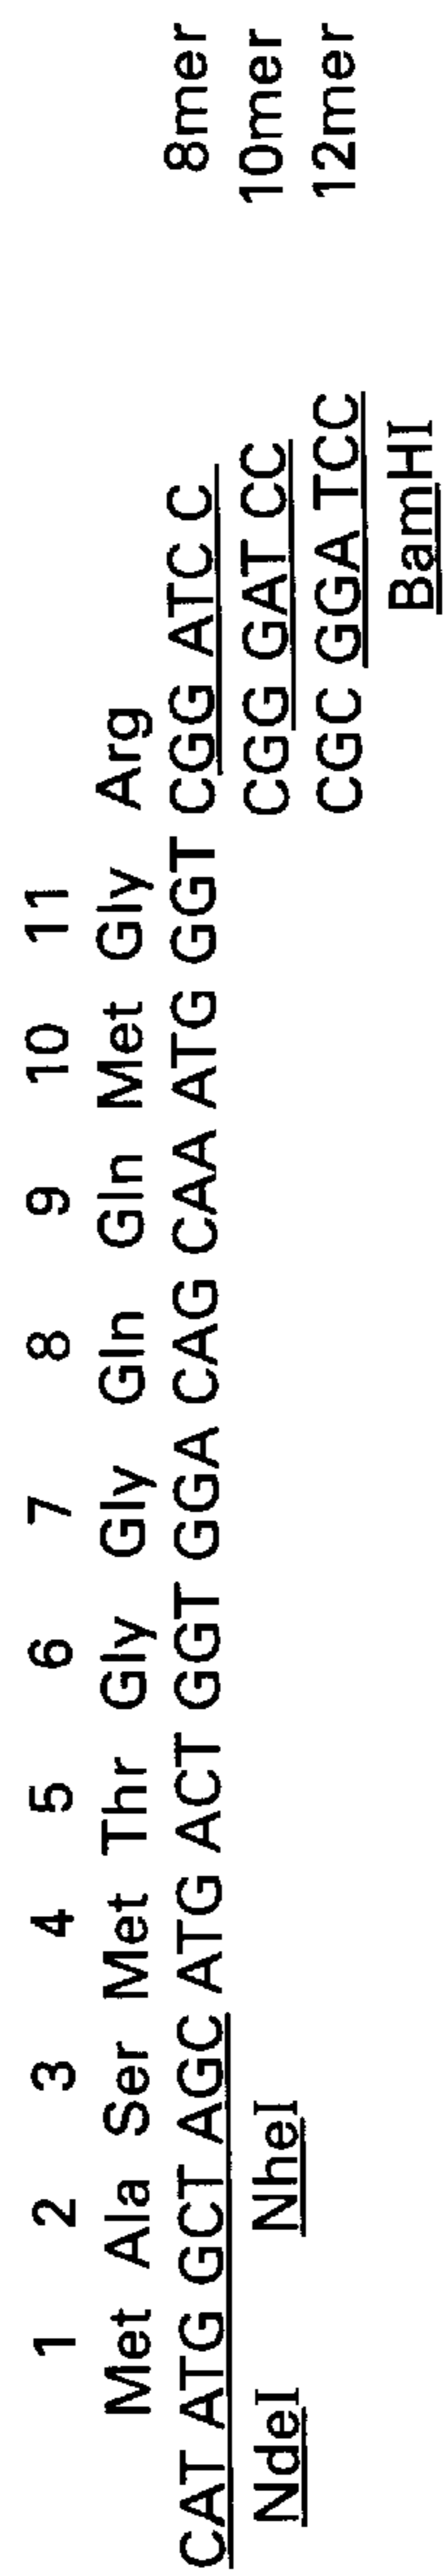 1 2 3 4 5 6 7 8 9 10 11
Met Ala Ser Met Thr Gly Gly Gln Gln Met Gly Arg
CAT ATG GCT AGC ATG ACT GGT GGA CAG CAA ATG GGT CGG ATC C 8mer
CGG GAT CC 10mer
NdeI NheI
CGC GGA TCC 12mer
BamHI